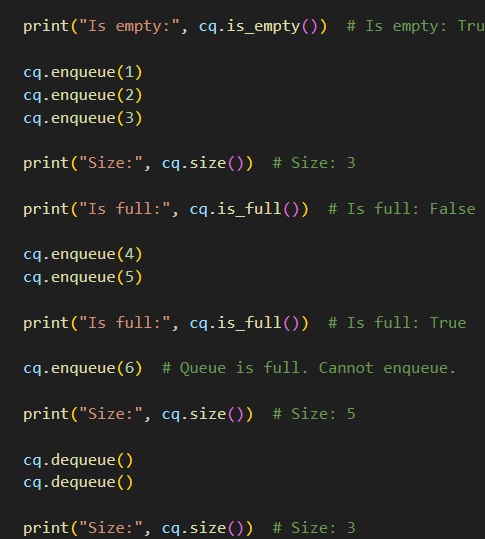 print("Is empty:", cq.is_empty())  # Is empty: Tru
cq.enqueue(1)
cq.enqueue(2)
cq.enqueue(3)
print("Size:", cq.size())  # Size: 3
print("Is full:", cq.is_full())  # Is full: False
cq.enqueue(4)
cq.enqueue(5)
print("Is full:", cq.is_full())  # Is full: True
cq.enqueue(6)  # Queue is full. Cannot enqueue.
print("Size:", cq.size())  # Size: 5
cq.dequeue()
cq.dequeue()
print("Size:", cq.size())  # Size: 3